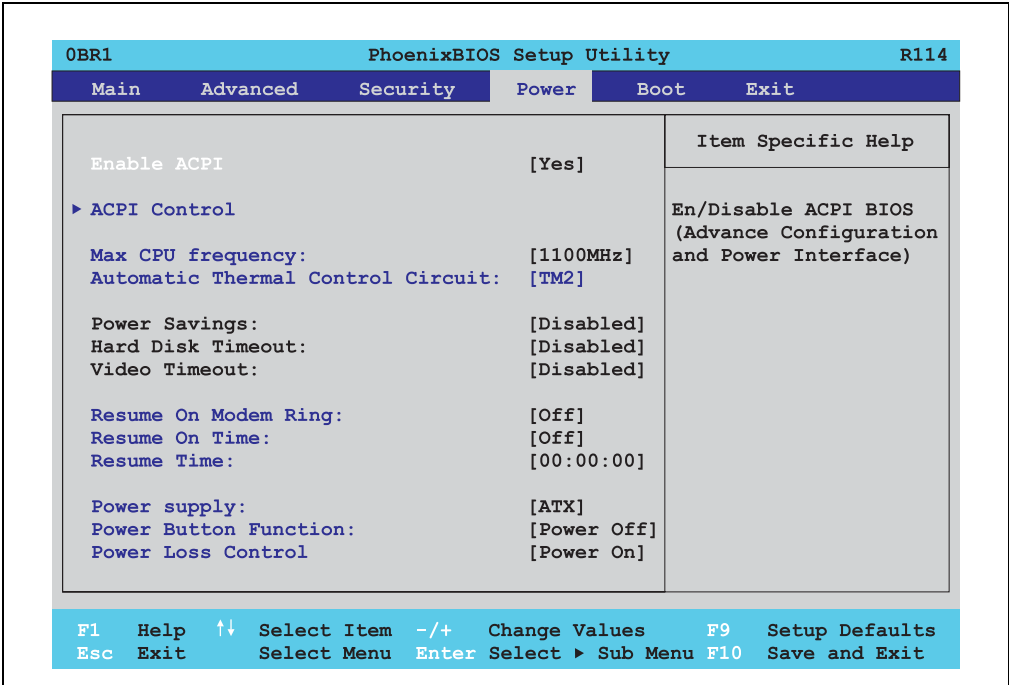 0BR1 PhoenixBIOS Setup Utility R114
Main Advanced Security Power Boot Exit
Item Specific Help
Enable ACPI [Yes]
▶ ACPI Control
En/Disable ACPI BIOS
(Advance Configuration
and Power Interface)
Max CPU frequency: [1100MHz]
Automatic Thermal Control Circuit: [TM2]
Power Savings: [Disabled]
Hard Disk Timeout: [Disabled]
Video Timeout: [Disabled]
Resume On Modem Ring: [Off]
Resume On Time: [Off]
Resume Time: [00:00:00]
Power supply: [ATX]
Power Button Function: [Power Off]
Power Loss Control [Power On]
F1 Help ↑↓ Select Item -/+ Change Values F9 Setup Defaults
Esc Exit Select Menu Enter Select ▶ Sub Menu F10 Save and Exit